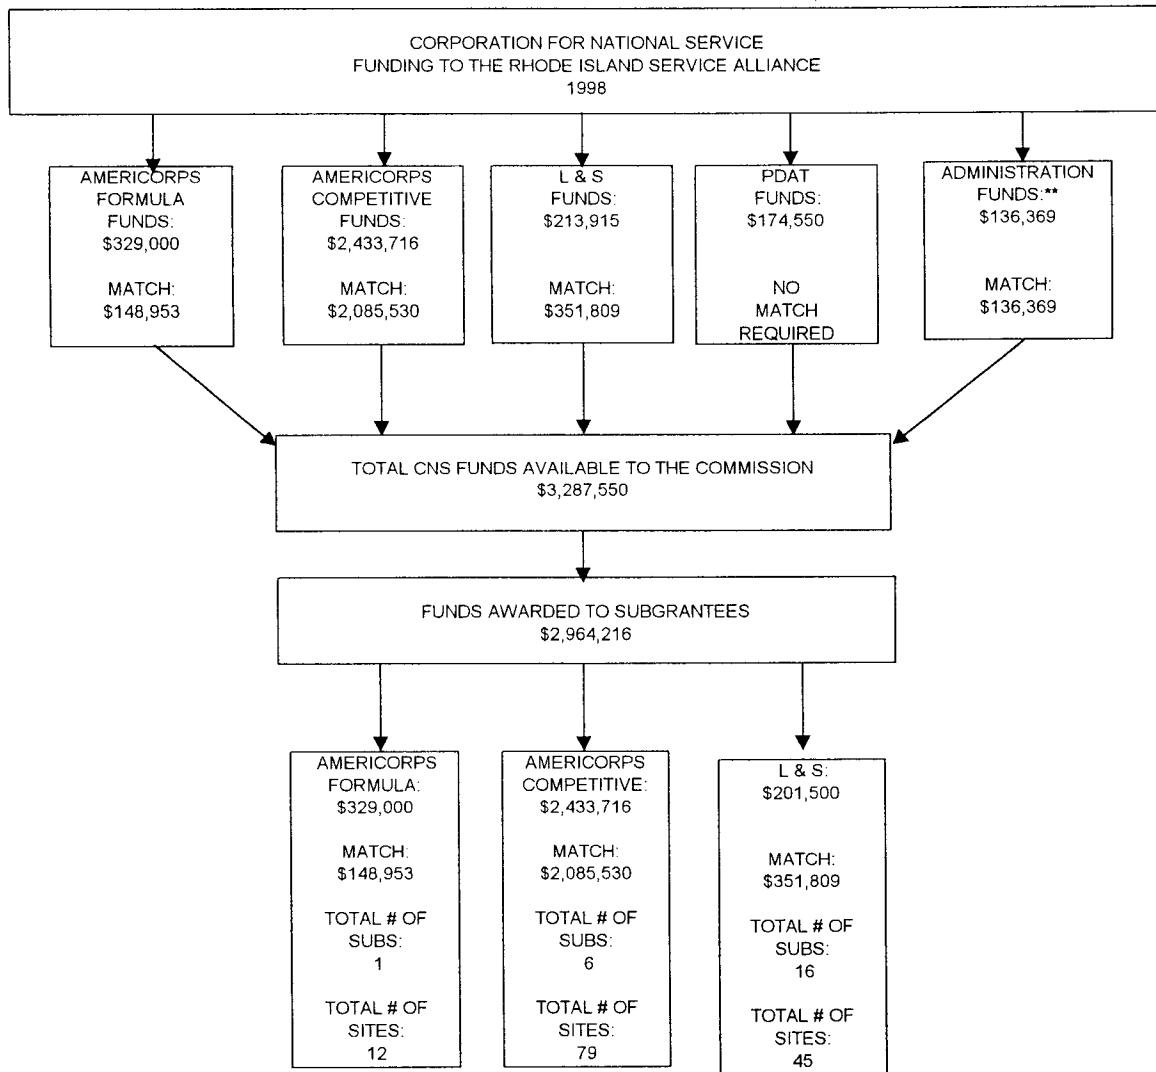 CORPORATION FOR NATIONAL SERVICE
FUNDING TO THE RHODE ISLAND SERVICE ALLIANCE
1998
AMERICORPS
FORMULA
FUNDS:
$329,000
MATCH:
$148,953
AMERICORPS
COMPETITIVE
FUNDS:
$2,433,716
MATCH:
$2,085,530
L & S
FUNDS:
$213,915
MATCH:
$351,809
PDAT
FUNDS:
$174,550
NO
MATCH
REQUIRED
ADMINISTRATION
FUNDS:**
$136,369
MATCH:
$136,369
TOTAL CNS FUNDS AVAILABLE TO THE COMMISSION
$3,287,550
FUNDS AWARDED TO SUBGRANTEES
$2,964,216
AMERICORPS
FORMULA:
$329,000
MATCH:
$148,953
TOTAL # OF
SUBS:
1
TOTAL # OF
SITES:
12
AMERICORPS
COMPETITIVE:
$2,433,716
MATCH:
$2,085,530
TOTAL # OF
SUBS:
6
TOTAL # OF
SITES:
79
L & S:
$201,500
MATCH:
$351,809
TOTAL # OF
SUBS:
16
TOTAL # OF
SITES:
45